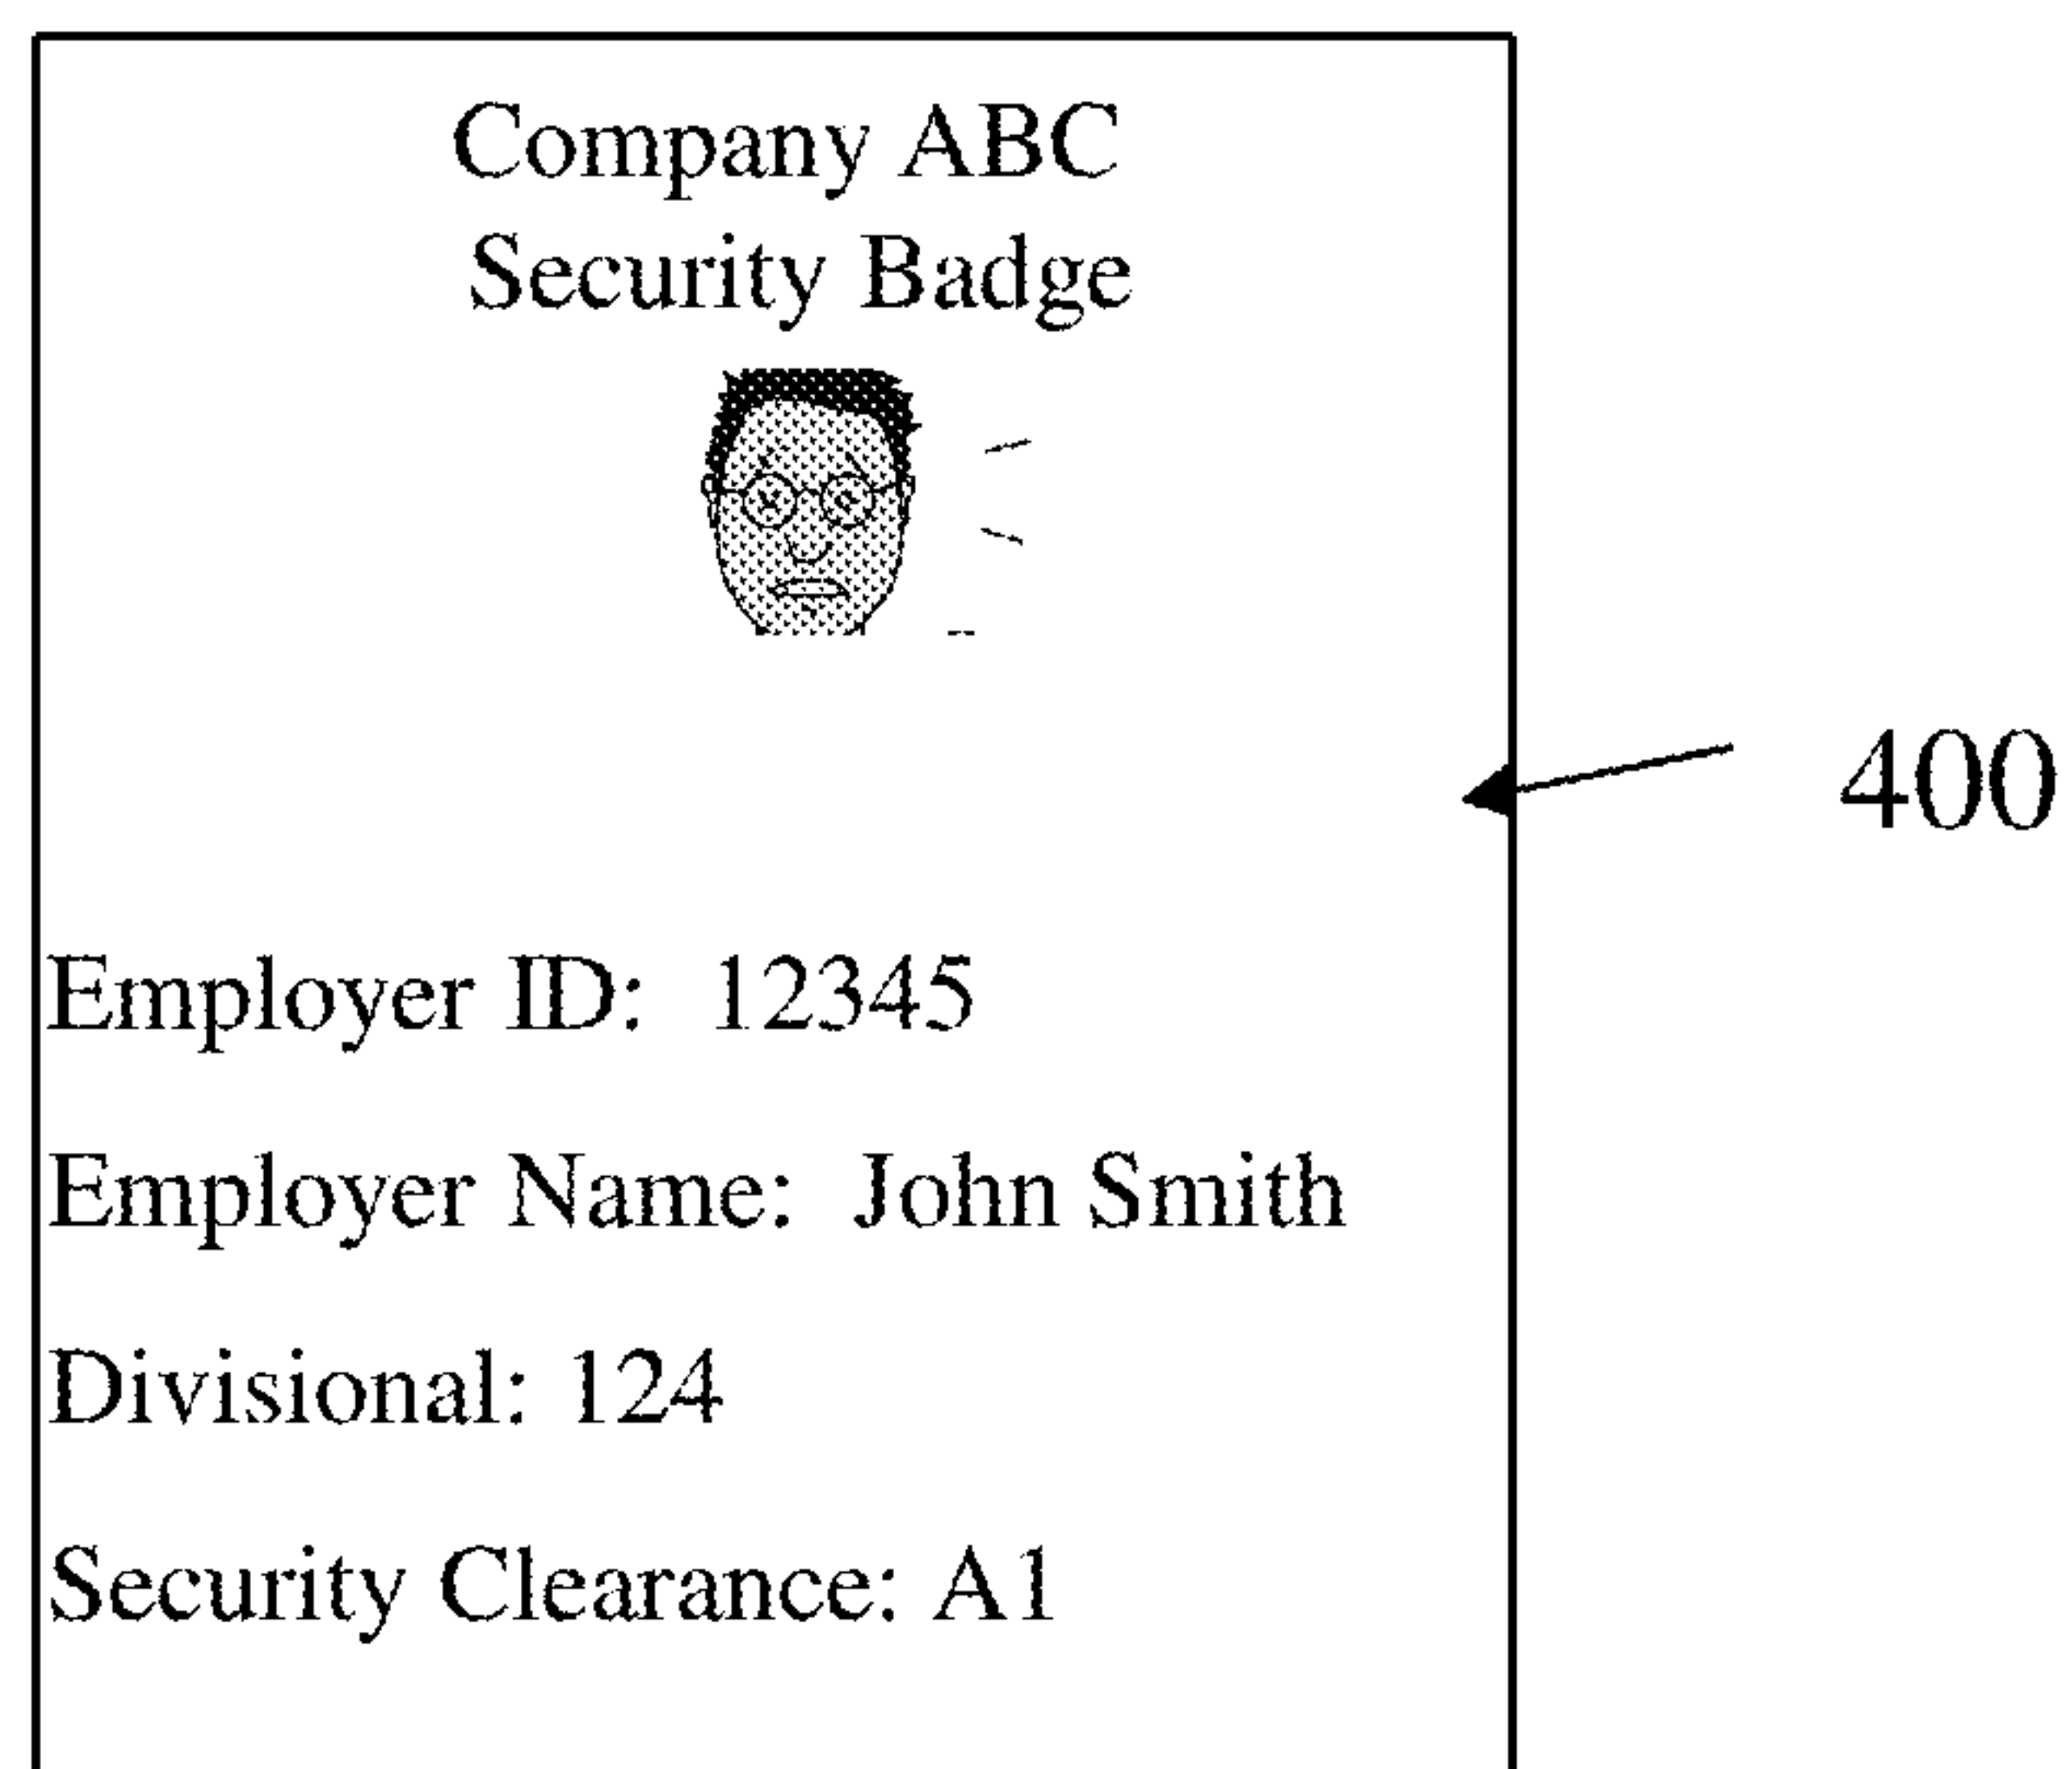 Company ABC
Security Badge
400
Employer ID: 12345
Employer Name: John Smith
Divisional: 124
Security Clearance: A1